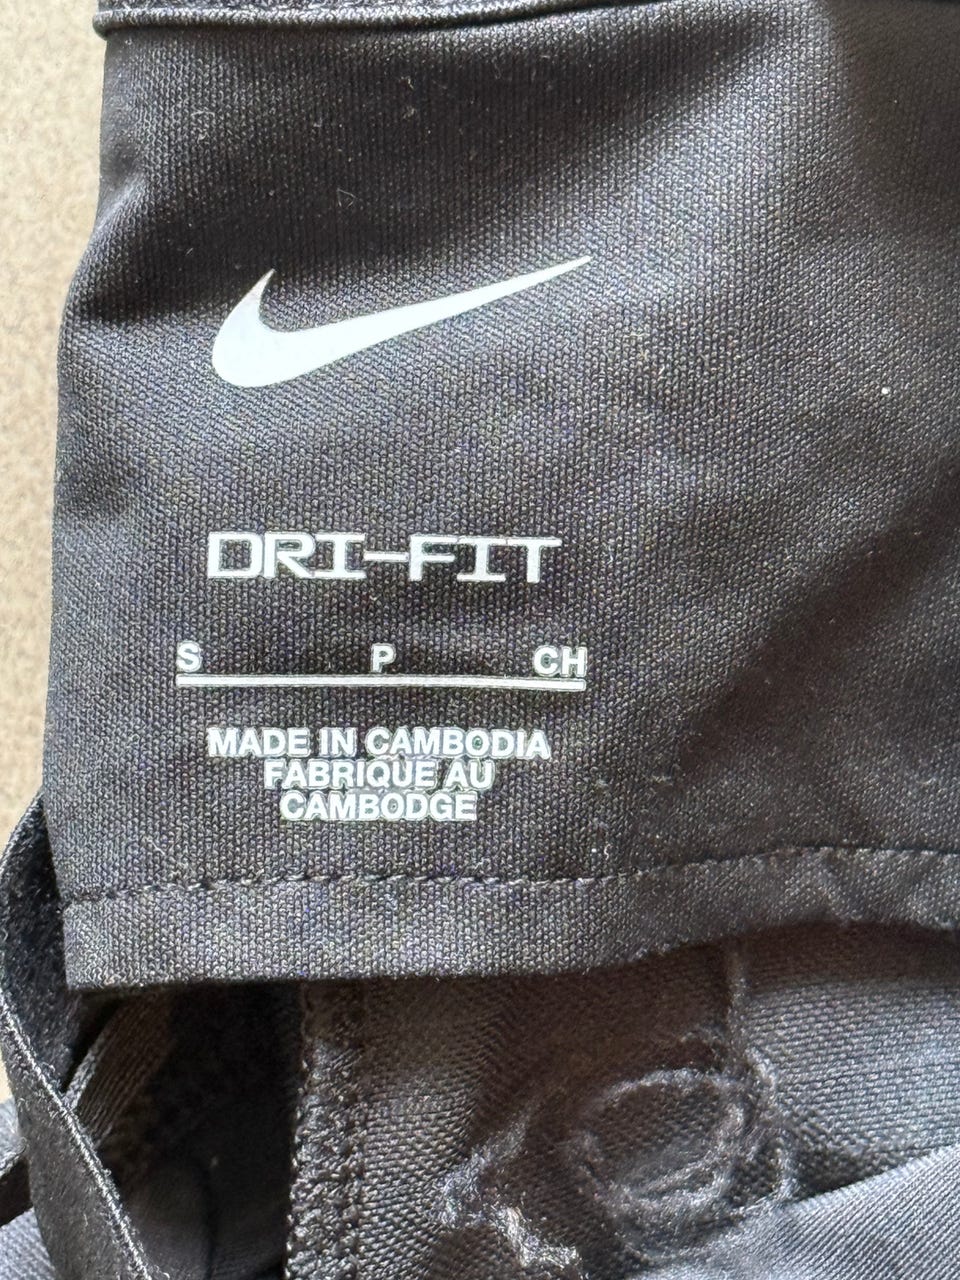 DRI-FIT
S P CH
MADE IN CAMBODIA
FABRIQUE AU
CAMBODGE